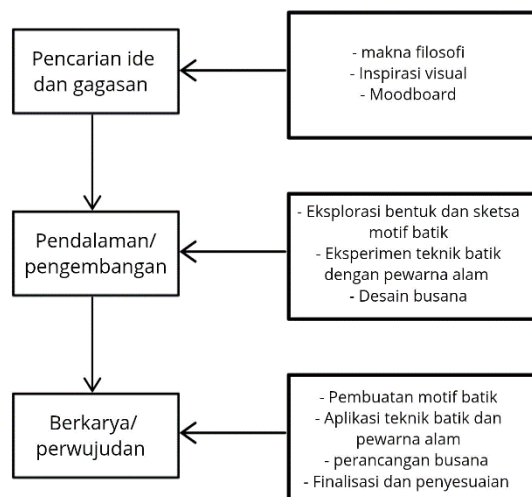 Pencarian ide
dan gagasan
- makna filosofi
- Inspirasi visual
- Moodboard
Pendalaman/
pengembangan
- Eksplorasi bentuk dan sketsa
motif batik
- Eksperimen teknik batik
dengan pewarna alam
- Desain busana
Berkarya/
perwujudan
- Pembuatan motif batik
- Aplikasi teknik batik dan
pewarna alam
- perancangan busana
- Finalisasi dan penyesuaian